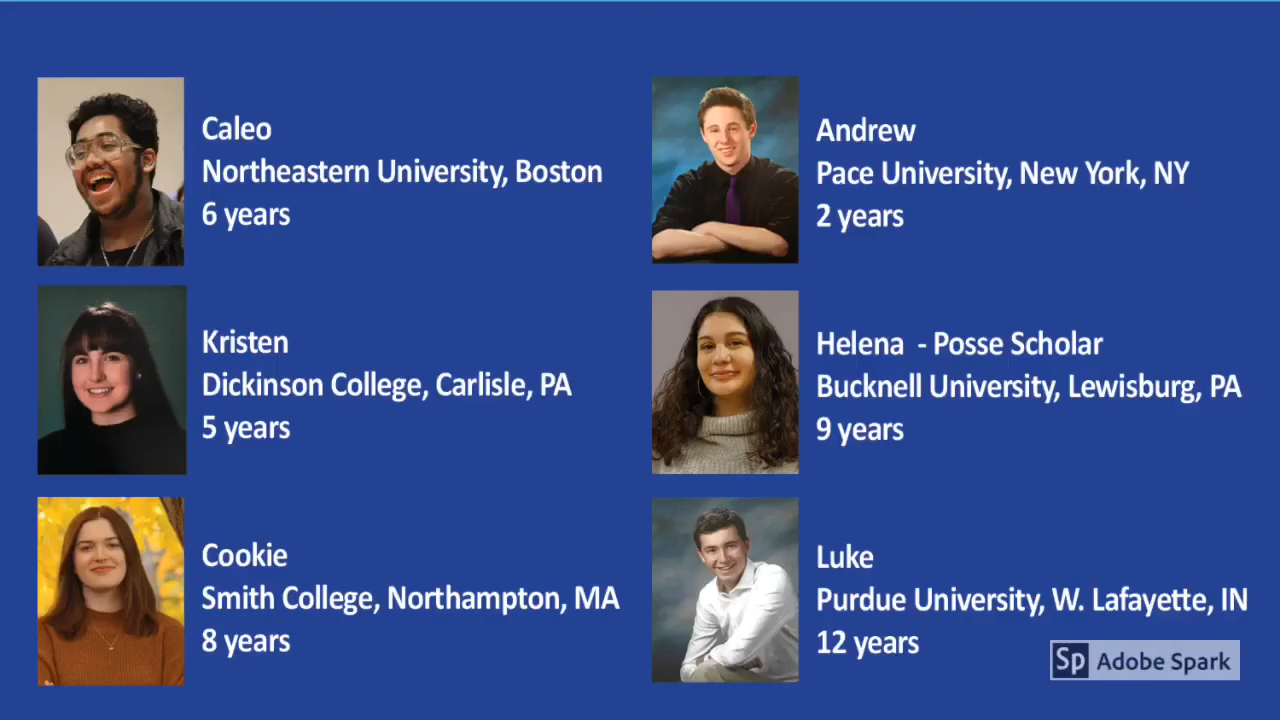 Caleo
Northeastern University, Boston
6 years
Andrew
Pace University, New York, NY
2 years
Kristen
Dickinson College, Carlisle, PA
5 years
Helena - Posse Scholar
Bucknell University, Lewisburg, PA
9 years
Cookie
Smith College, Northampton, MA
8 years
Luke
Purdue University, W. Lafayette, IN
12 years
Sp Adobe Spark